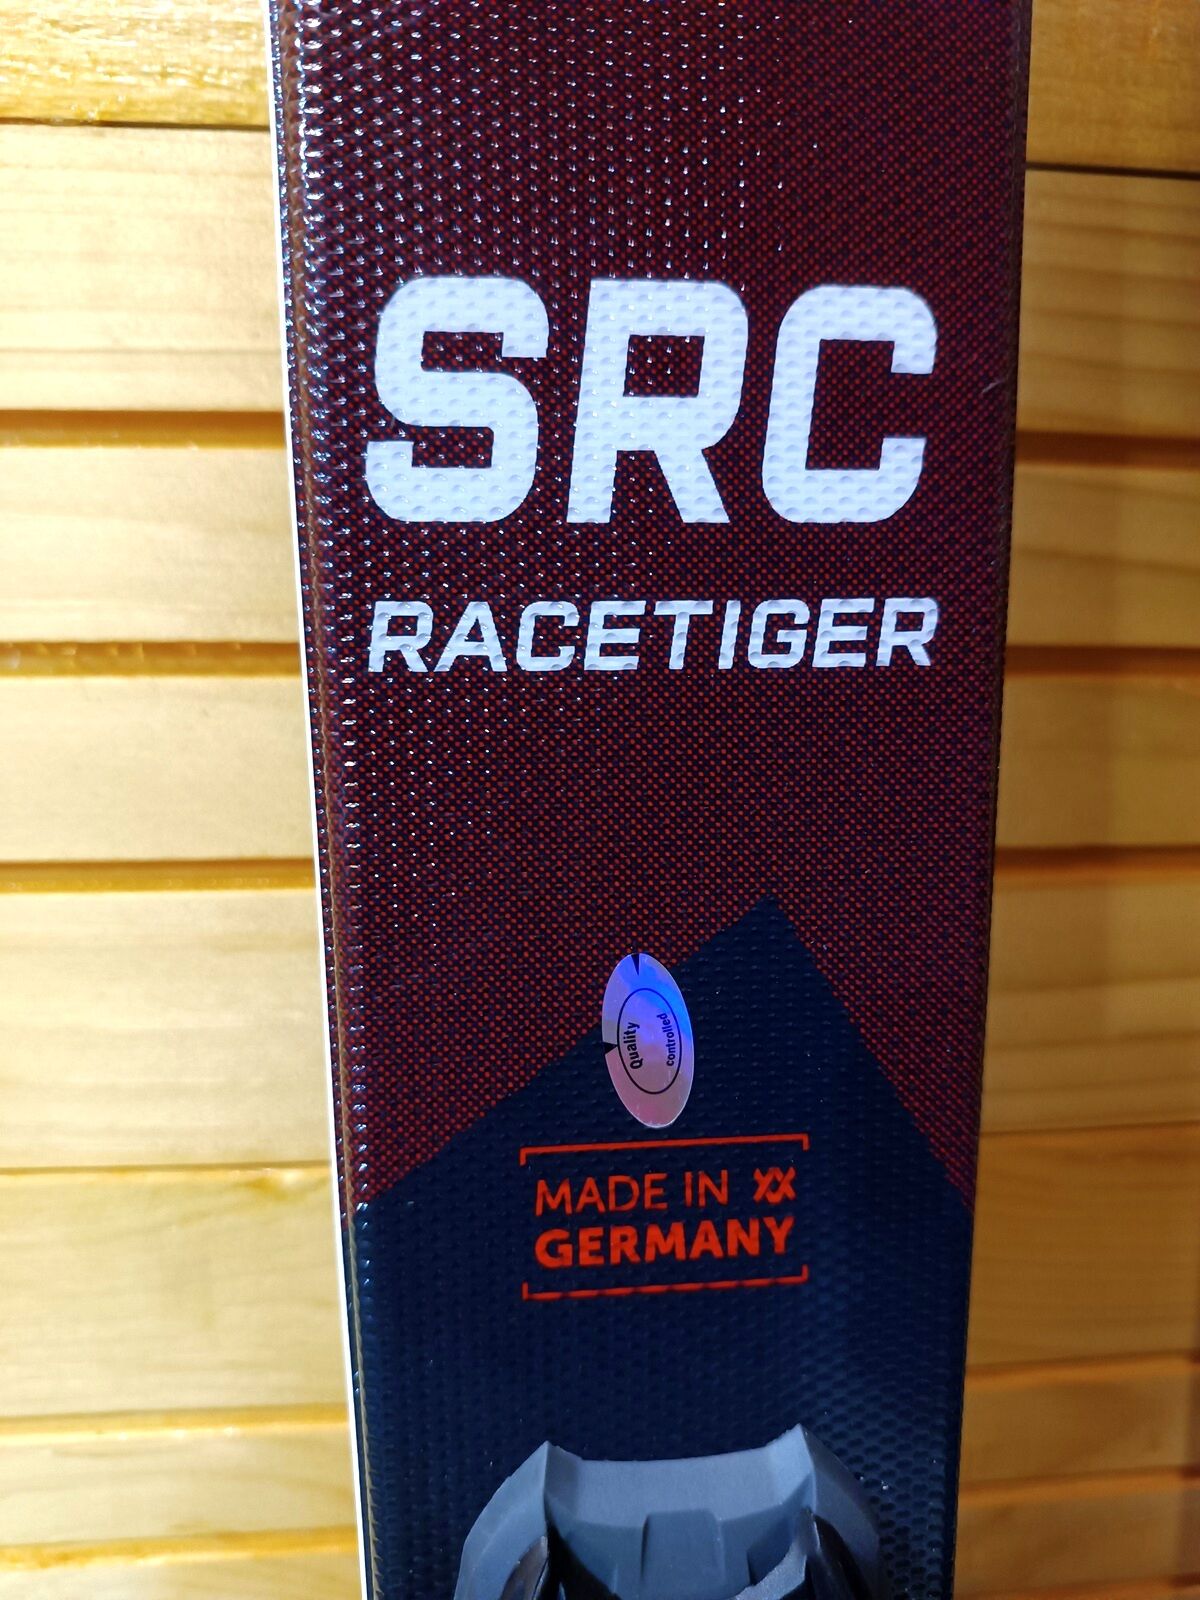 SRC
RACETIGER
Quality
controlled
MADE IN
GERMANY